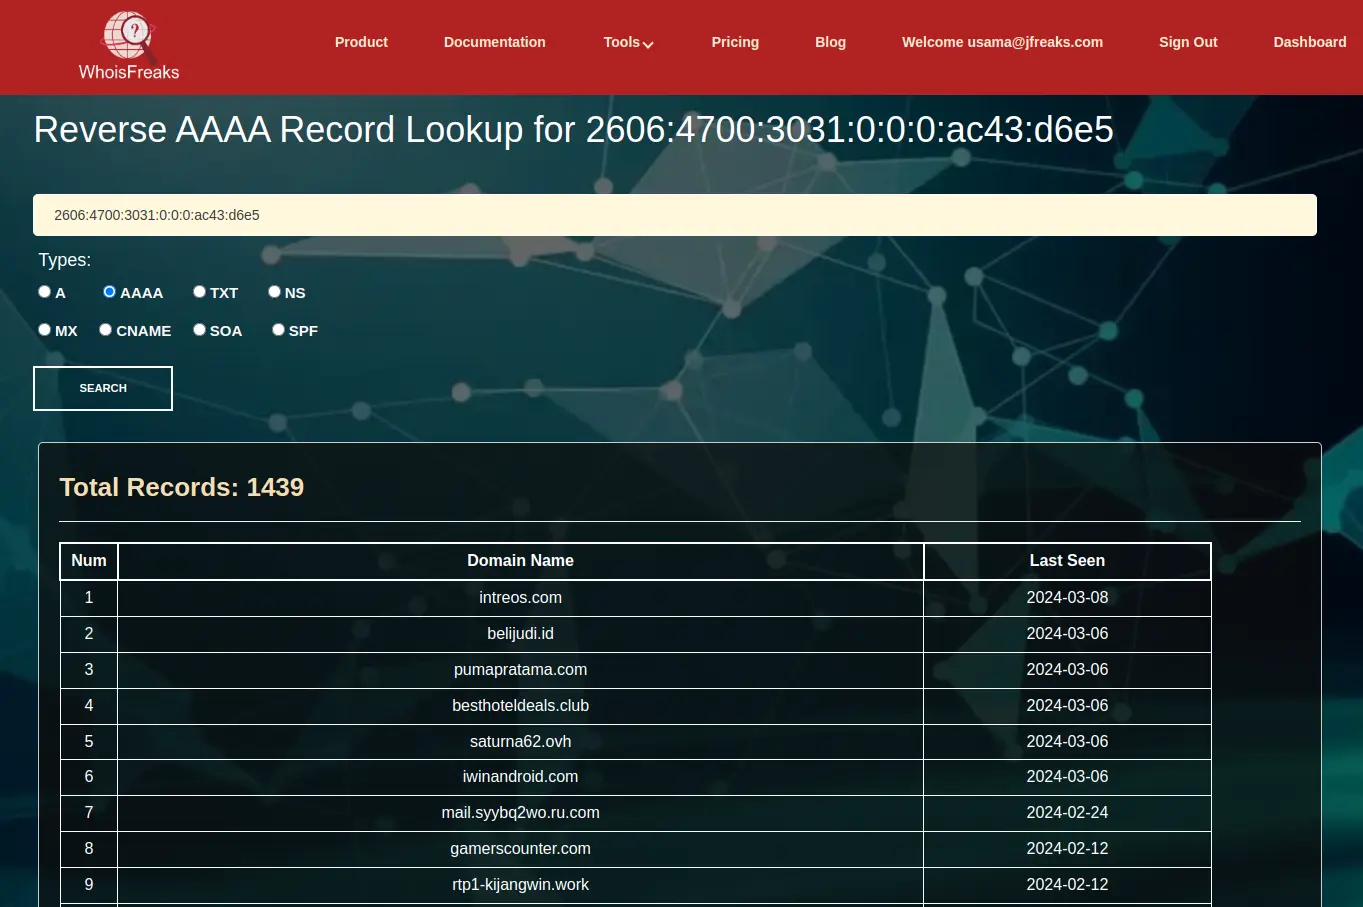 ?
WhoisFreaks
Product Documentation Tools Pricing Blog Welcome usama@jfreaks.com Sign Out Dashboard
Reverse AAAA Record Lookup for 2606:4700:3031:0:0:0:ac43:d6e5
2606:4700:3031:0:0:0:ac43:d6e5
Types:
A AAAA TXT NS
MX CNAME SOA SPF
SEARCH
Total Records: 1439
Num Domain Name Last Seen
1 intreos.com 2024-03-08
2 belijudi.id 2024-03-06
3 pumapratama.com 2024-03-06
4 besthoteldeals.club 2024-03-06
5 saturna62.ovh 2024-03-06
6 iwinandroid.com 2024-03-06
7 mail.syybq2wo.ru.com 2024-02-24
8 gamerscounter.com 2024-02-12
9 rtp1-kijangwin.work 2024-02-12